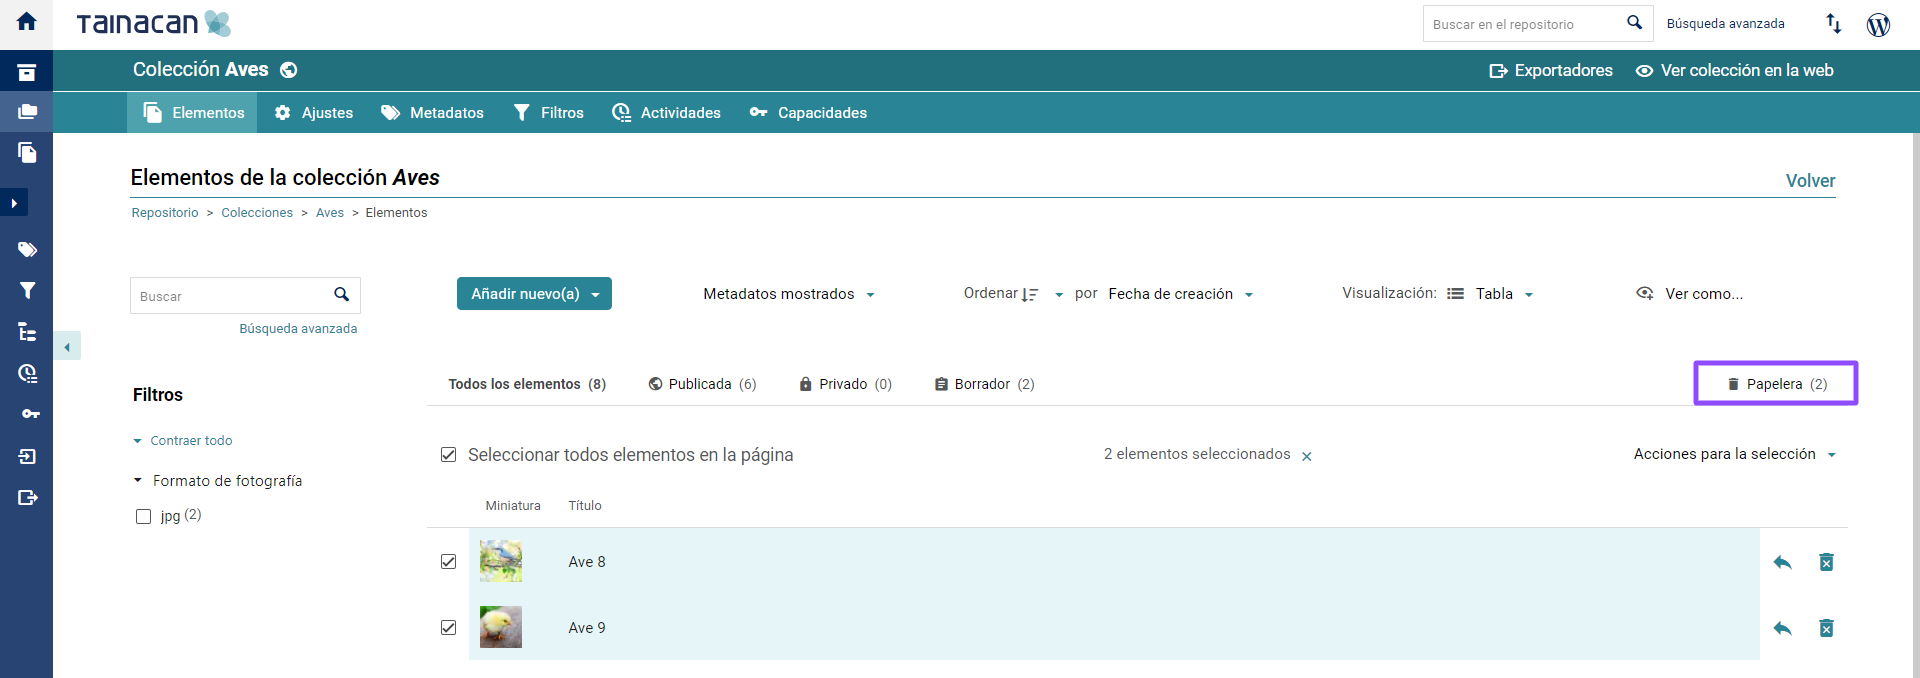 TAINACAN
Buscar en el repositorio
Búsqueda avanzada
Colección Aves
Exportadores
Ver colección en la web
Elementos
Ajustes
Metadatos
Filtros
Actividades
Capacidades
Elementos de la colección Aves
Volver
Repositorio > Colecciones > Aves > Elementos
Buscar
Búsqueda avanzada
Añadir nuevo(a)
Metadatos mostrados
Ordenar
por Fecha de creación
Visualización: Tabla
Ver como...
Todos los elementos (8)
Publicada (6)
Privado (0)
Borrador (2)
Papelera (2)
Filtros
Contraer todo
Formato de fotografía
jpg (2)
Seleccionar todos elementos en la página
2 elementos seleccionados
Acciones para la selección
Miniatura
Título
Ave 8
Ave 9